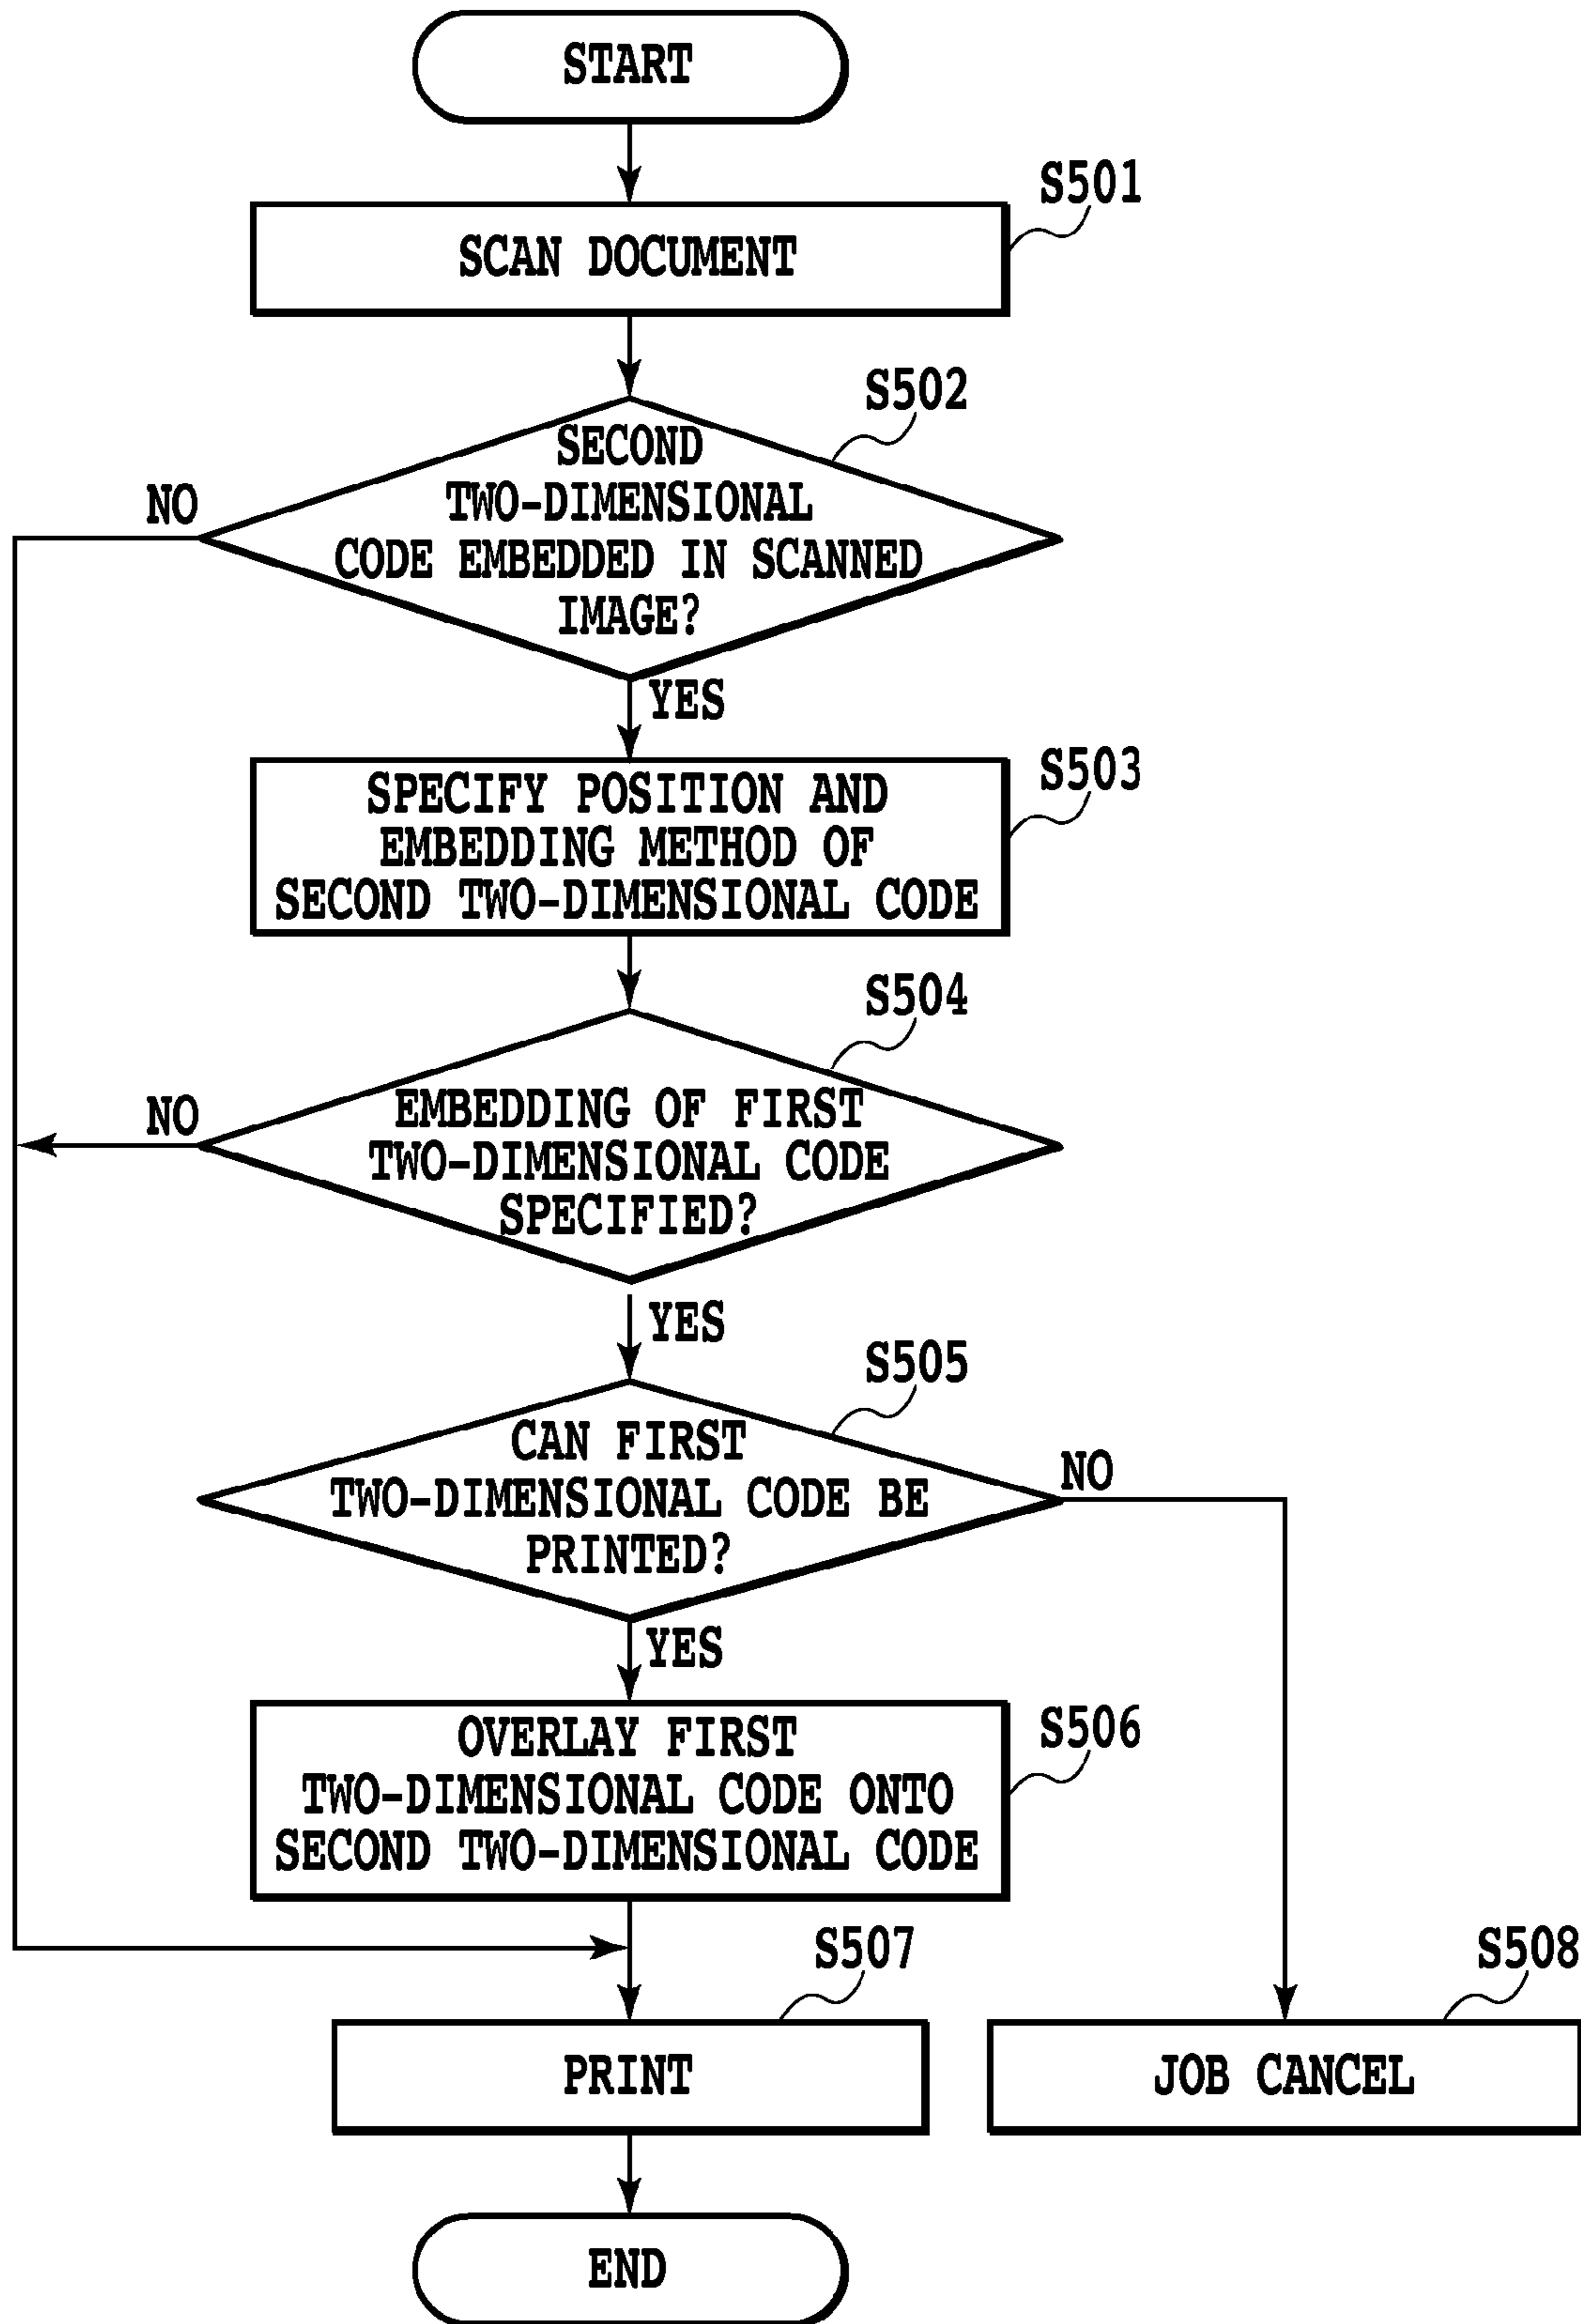 START
S501
SCAN DOCUMENT
S502
SECOND
TWO-DIMENSIONAL
CODE EMBEDDED IN SCANNED
IMAGE?
NO
YES
S503
SPECIFY POSITION AND
EMBEDDING METHOD OF
SECOND TWO-DIMENSIONAL CODE
S504
EMBEDDING OF FIRST
TWO-DIMENSIONAL CODE
SPECIFIED?
NO
YES
S505
CAN FIRST
TWO-DIMENSIONAL CODE BE
PRINTED?
NO
YES
S506
OVERLAY FIRST
TWO-DIMENSIONAL CODE ONTO
SECOND TWO-DIMENSIONAL CODE
S507
PRINT
S508
JOB CANCEL
END